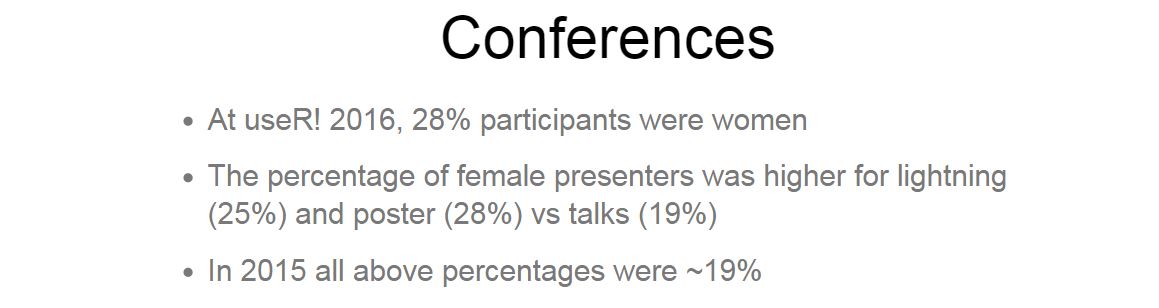 Conferences
• At useR! 2016, 28% participants were women
• The percentage of female presenters was higher for lightning
(25%) and poster (28%) vs talks (19%)
• In 2015 all above percentages were ~19%